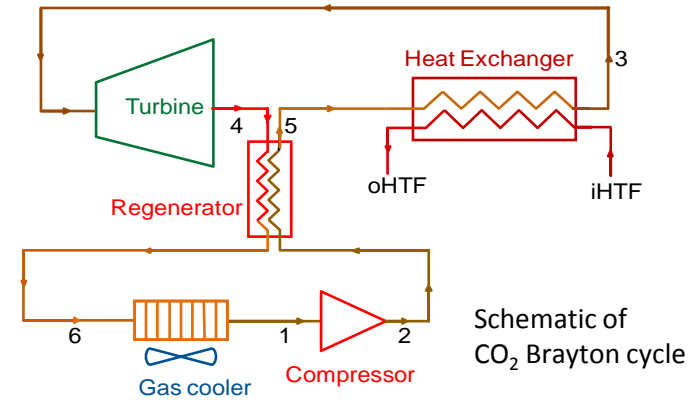 Heat Exchanger
3
Turbine
4
5
oHTF
iHTF
Regenerator
6
1
2
Gas cooler
Compressor
Schematic of
CO₂ Brayton cycle